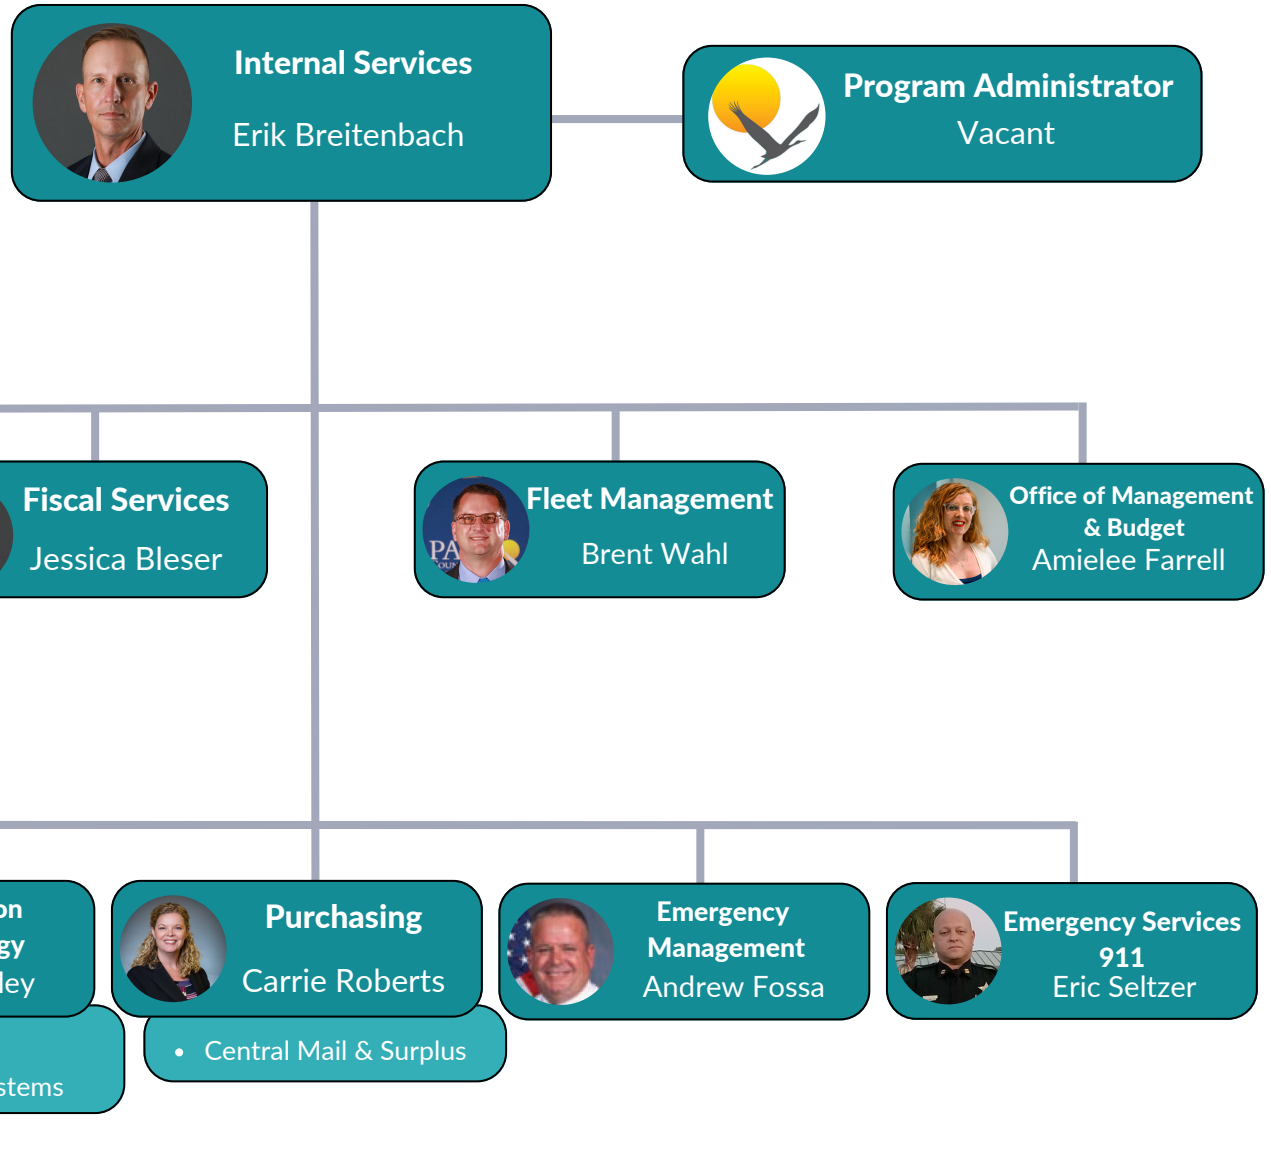 Internal Services
Erik Breitenbach
Program Administrator
Vacant
Fiscal Services
Jessica Bleser
Fleet Management
Brent Wahl
Office of Management
& Budget
Amielee Farrell
Purchasing
Carrie Roberts
• Central Mail & Surplus
Emergency
Management
Andrew Fossa
Emergency Services
911
Eric Seltzer